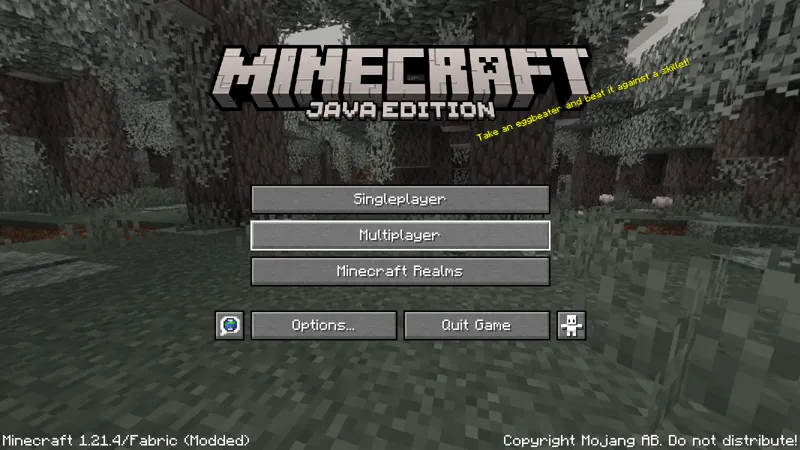 MINECRAFT
JAVA EDITION
Take an eggbeater and beat it against a skillet!
Singleplayer
Multiplayer
Minecraft Realms
Options...
Quit Game
Minecraft 1.21.4/Fabric (Modded)
Copyright Mojang AB. Do not distribute!